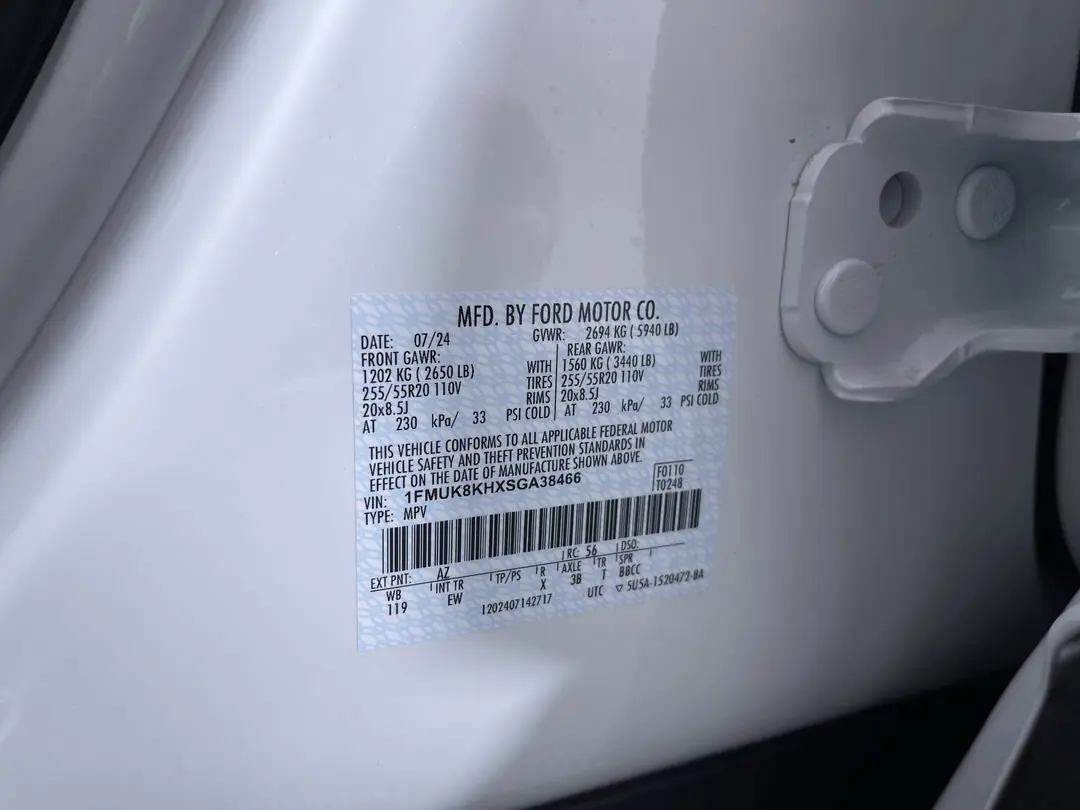 MFD. BY FORD MOTOR CO.
DATE: 07/24 GVWR: 2694 KG ( 5940 LB)
FRONT GAWR: REAR GAWR:
1202 KG ( 2650 LB) WITH 1560 KG ( 3440 LB) WITH
255/55R20 110V TIRES 255/55R20 110V TIRES
20x8.5J RIMS 20x8.5J RIMS
AT 230 kPa/ 33 PSI COLD AT 230 kPa/ 33 PSI COLD
THIS VEHICLE CONFORMS TO ALL APPLICABLE FEDERAL MOTOR
VEHICLE SAFETY AND THEFT PREVENTION STANDARDS IN
EFFECT ON THE DATE OF MANUFACTURE SHOWN ABOVE.
VIN: 1FMUK8KHXSGA38466 F0110
TYPE: MPV T0248
EXT PNT: AZ RC: 56 DSO:
WB INT TR TP/PS R AXLE TR SPR
119 EW X 3B T BBCC
1202407142717 UTC ▽ 5U5A-1520472-BA